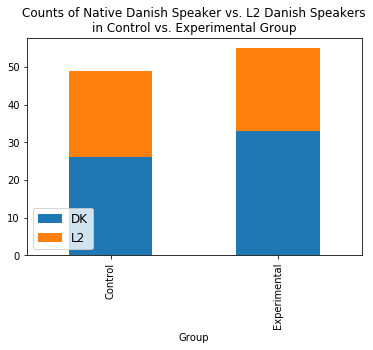 Counts of Native Danish Speaker vs. L2 Danish Speakers
in Control vs. Experimental Group
50
40
30
20
10
0
DK
L2
Control
Experimental
Group